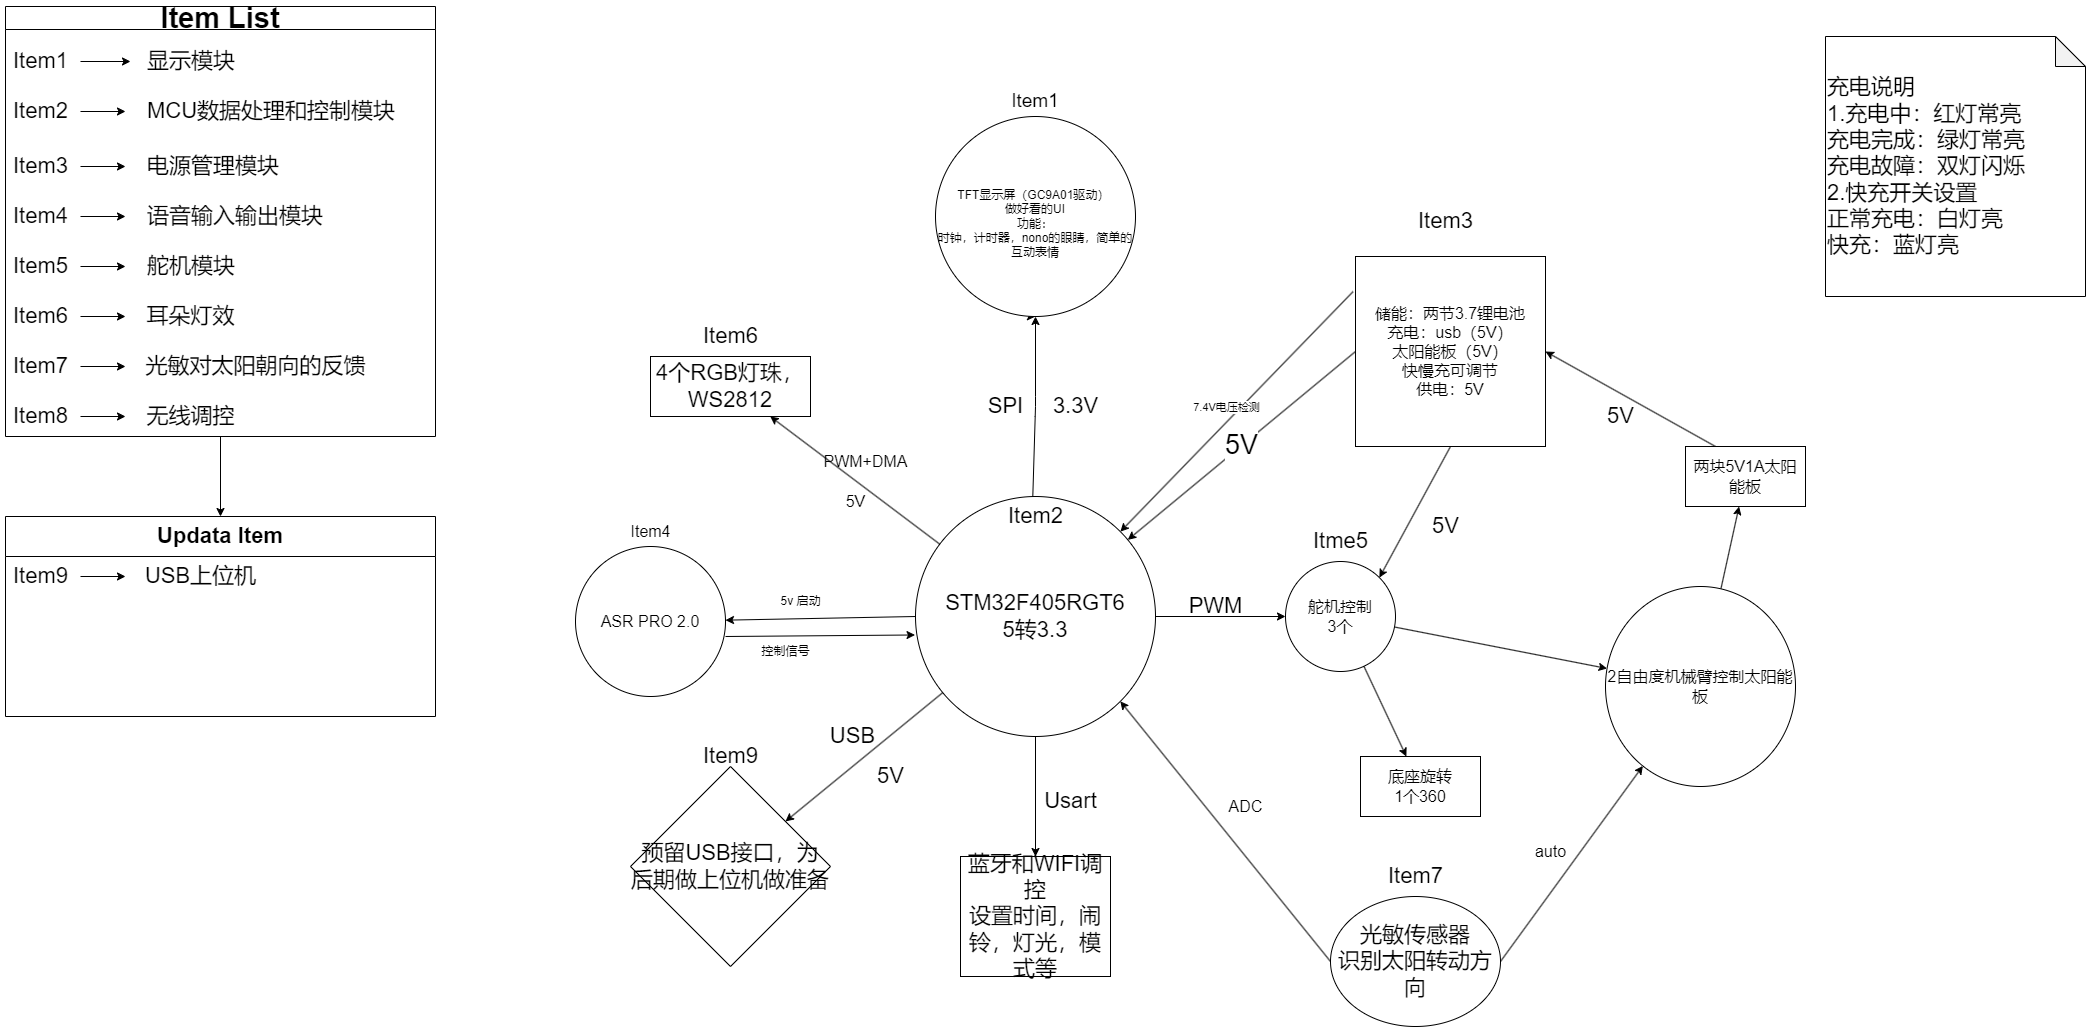 Item List
Item1 显示模块
Item2 MCU数据处理和控制模块
Item3 电源管理模块
Item4 语音输入输出模块
Item5 舵机模块
Item6 耳朵灯效
Item7 光敏对太阳朝向的反馈
Item8 无线调控
Updata Item
Item9 USB上位机
Item1
TFT显示屏（GC9A01驱动）
做好看的UI
功能：
时钟，计时器，nono的眼睛，简单的
互动表情
SPI 3.3V
Item6
4个RGB灯珠，
WS2812
PWM+DMA
5V
Item4
ASR PRO 2.0
5v 启动
控制信号
Item2
STM32F405RGT6
5转3.3
Item3
储能：两节3.7锂电池
充电：usb（5V）
太阳能板（5V）
快慢充可调节
供电：5V
7.4V电压检测
5V
5V
5V
两块5V1A太阳
能板
PWM
Itme5
舵机控制
3个
2自由度机械臂控制太阳能
板
底座旋转
1个360
USB
5V
Item9
预留USB接口，为
后期做上位机做准备
Usart
蓝牙和WIFI调
控
设置时间，闹
铃，灯光，模
式等
ADC
auto
Item7
光敏传感器
识别太阳转动方
向
充电说明
1.充电中：红灯常亮
充电完成：绿灯常亮
充电故障：双灯闪烁
2.快充开关设置
正常充电：白灯亮
快充：蓝灯亮